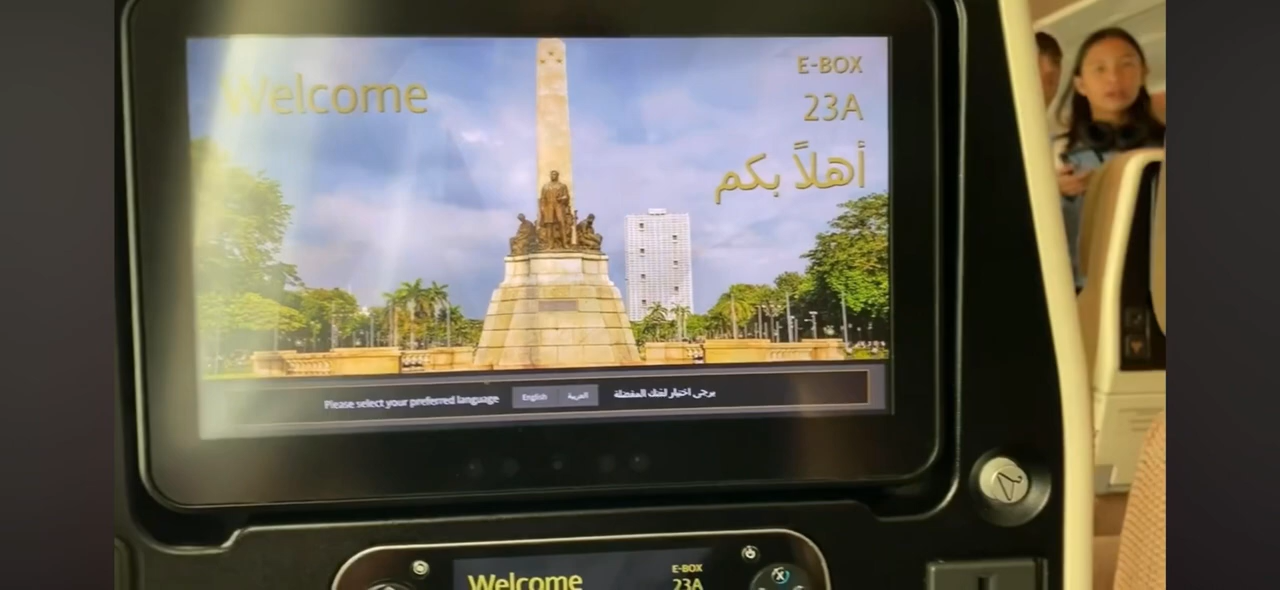 Welcome
E-BOX
23A
أهلاً بكم
Please select your preferred language
English
العربية
يرجى اختيار لغتك المفضلة
Welcome
E-BOX
23A